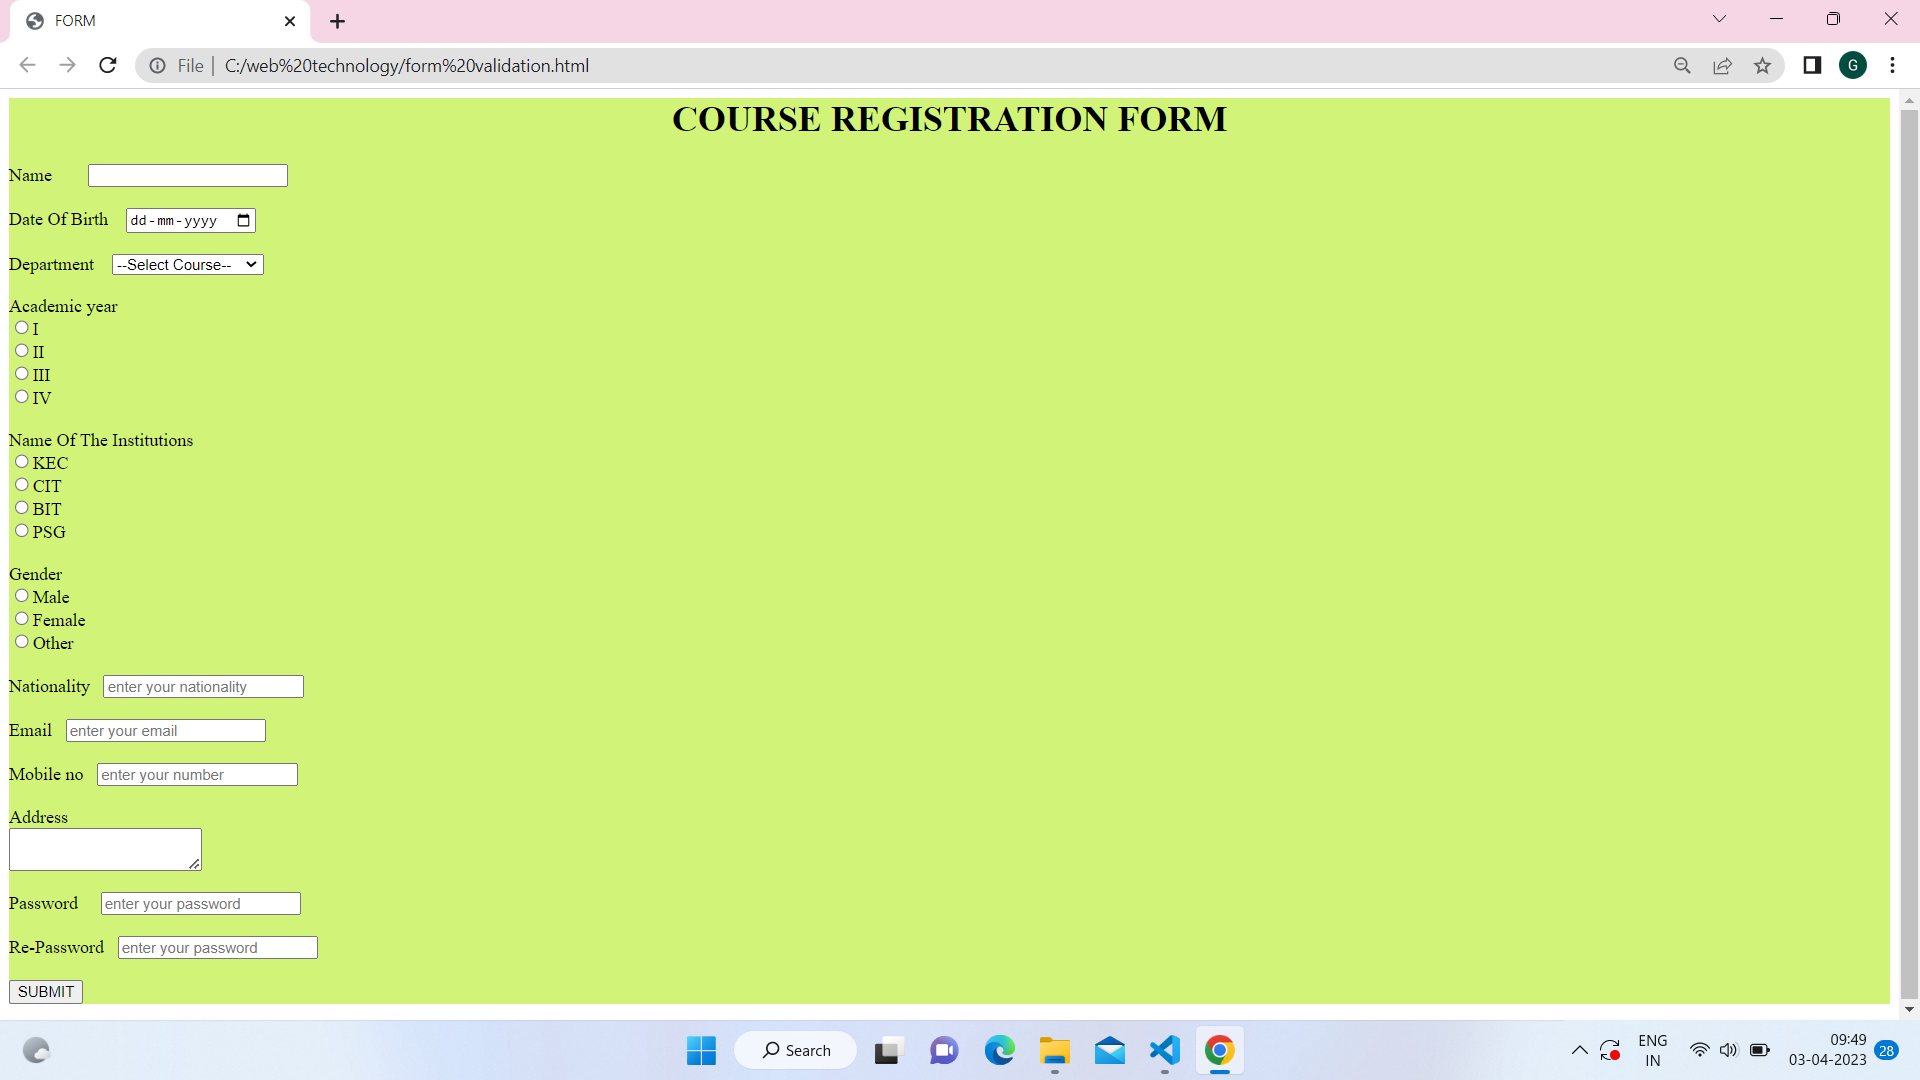 FORM
File | C:/web%20technology/form%20validation.html
G
COURSE REGISTRATION FORM
Name
Date Of Birth dd-mm-yyyy
Department --Select Course--
Academic year
I
II
III
IV
Name Of The Institutions
KEC
CIT
BIT
PSG
Gender
Male
Female
Other
Nationality enter your nationality
Email enter your email
Mobile no enter your number
Address
Password enter your password
Re-Password enter your password
SUBMIT
Search
ENG
IN
09:49
03-04-2023
28